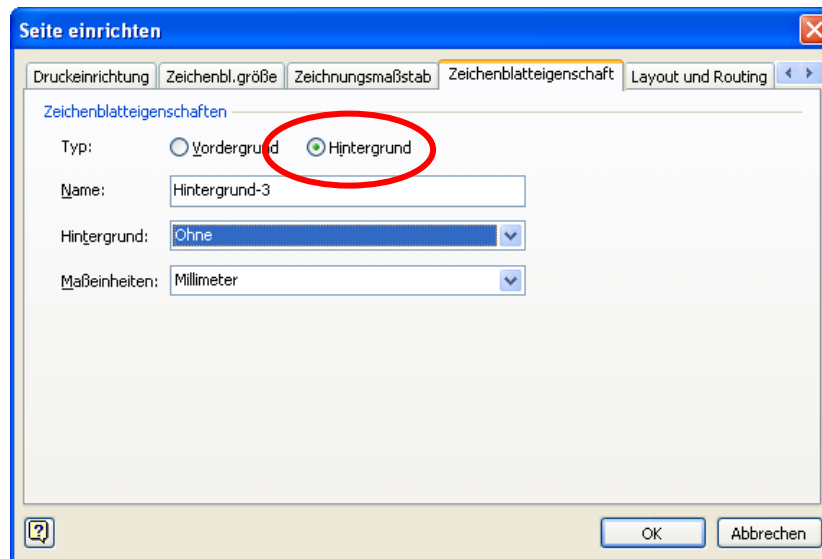 Seite einrichten
Druckeinrichtung Zeichenbl.größe Zeichnungsmaßstab Zeichenblatteigenschaft Layout und Routing
Zeichenblatteigenschaften
Typ: Vordergrund Hintergrund
Name: Hintergrund-3
Hintergrund: Ohne
Maßeinheiten: Millimeter
OK Abbrechen